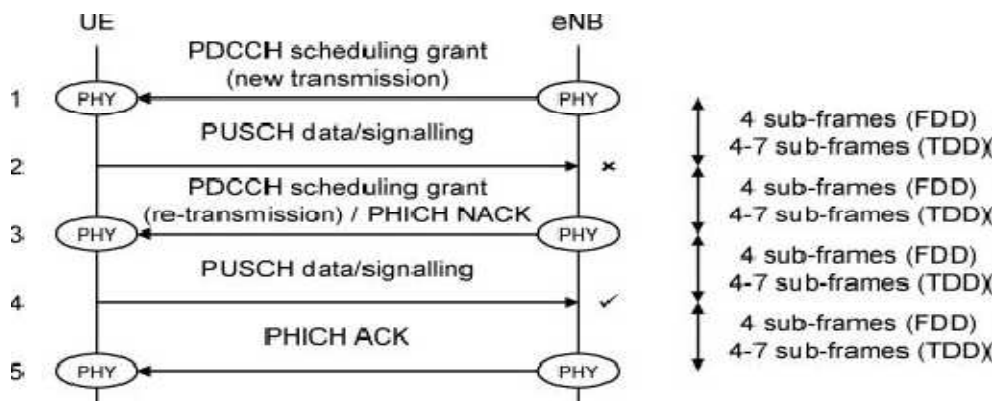 UE eNB
PDCCH scheduling grant
(new transmission)
1 PHY PHY
4 sub-frames (FDD)
PUSCH data/signalling
4-7 sub-frames (TDD)(
2
PDCCH scheduling grant
4 sub-frames (FDD)
(re-transmission) / PHICH NACK
4-7 sub-frames (TDD)(
3 PHY PHY
PUSCH data/signalling
4 sub-frames (FDD)
4-7 sub-frames (TDD)(
4
PHICH ACK
4 sub-frames (FDD)
4-7 sub-frames (TDD)(
5 PHY PHY